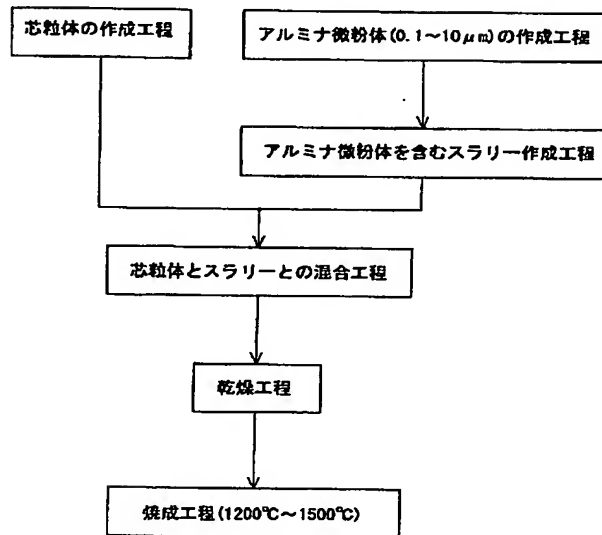 芯粒体の作成工程
アルミナ微粉体(0.1～10μm)の作成工程
アルミナ微粉体を含むスラリー作成工程
芯粒体とスラリーとの混合工程
乾燥工程
焼成工程(1200℃～1500℃)